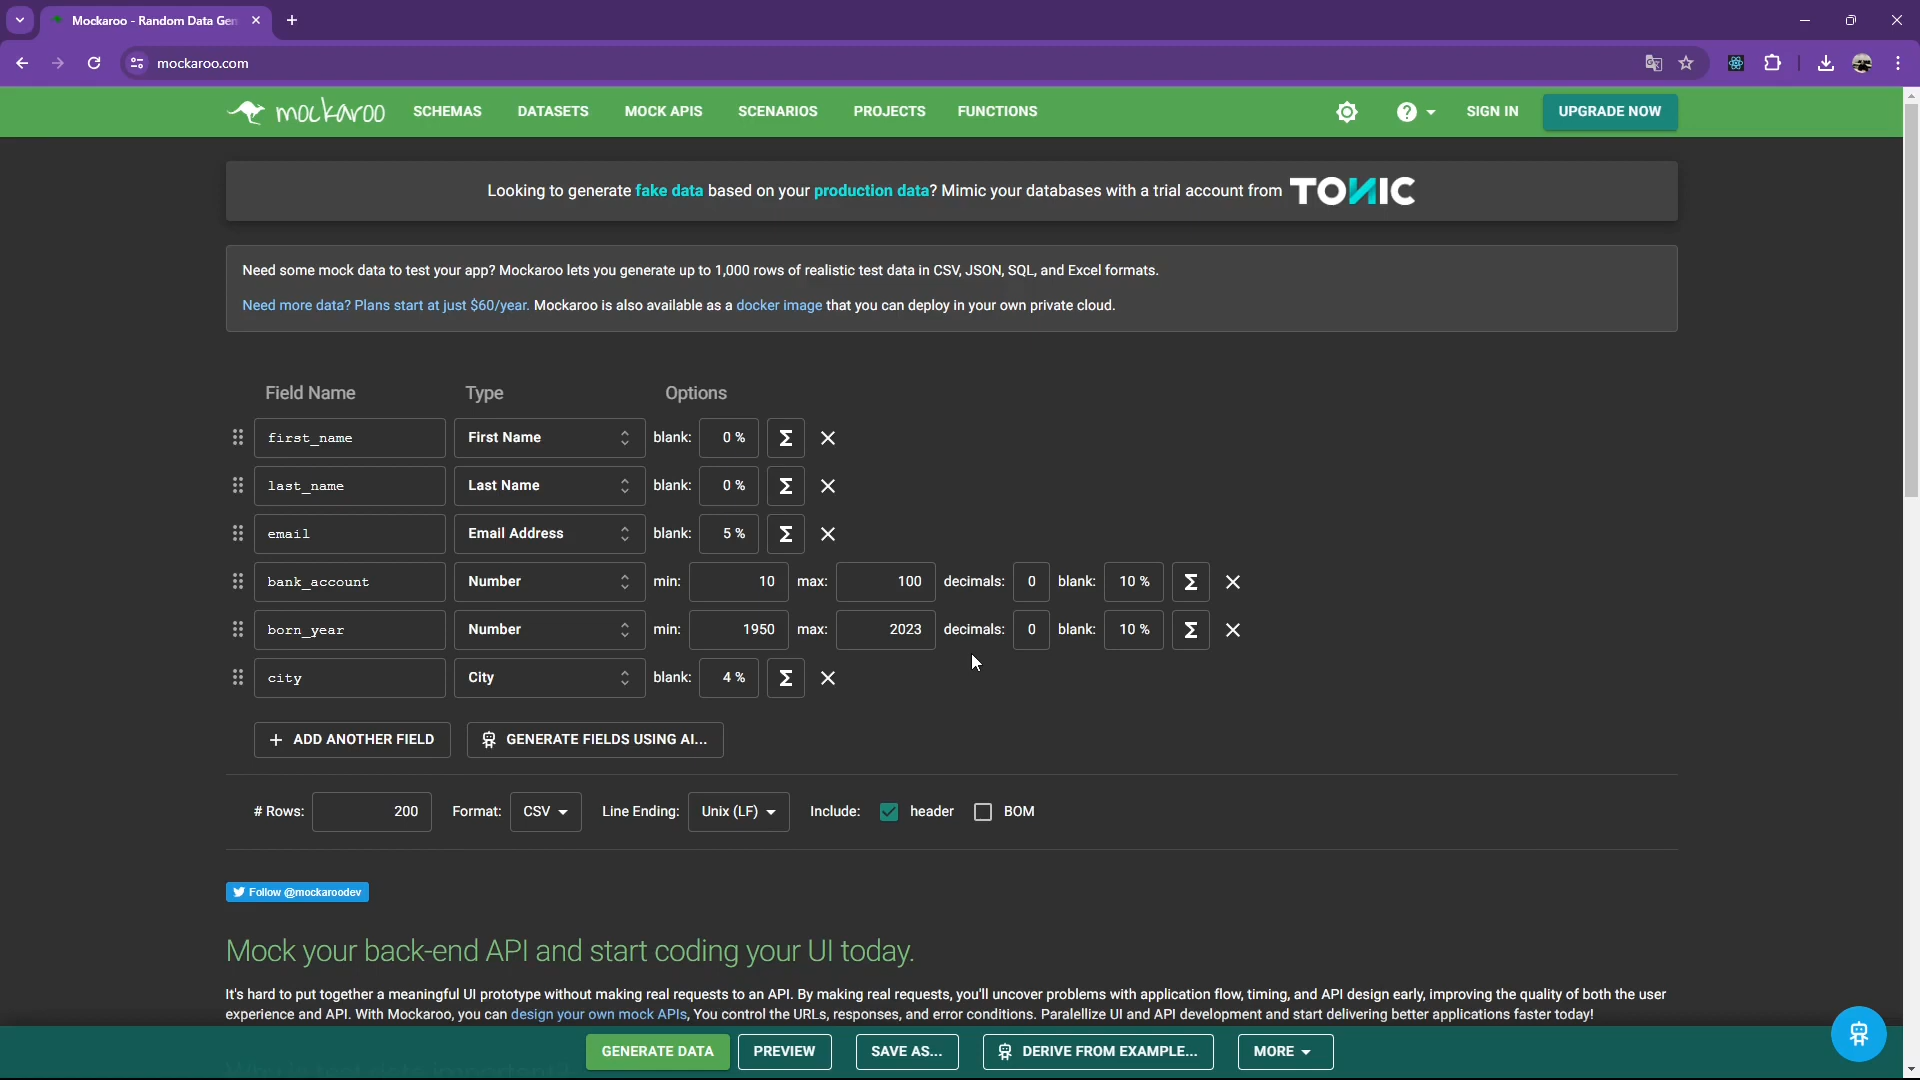 Mockaroo - Random Data Gen
mockaroo.com
mockaroo SCHEMAS DATASETS MOCK APIS SCENARIOS PROJECTS FUNCTIONS SIGN IN UPGRADE NOW
Looking to generate fake data based on your production data? Mimic your databases with a trial account from TONIC
Need some mock data to test your app? Mockaroo lets you generate up to 1,000 rows of realistic test data in CSV, JSON, SQL, and Excel formats.
Need more data? Plans start at just $60/year. Mockaroo is also available as a docker image that you can deploy in your own private cloud.
Field Name Type Options
first_name First Name blank: 0 % Σ
last_name Last Name blank: 0 % Σ
email Email Address blank: 5 % Σ
bank_account Number min: 10 max: 100 decimals: 0 blank: 10 % Σ
born_year Number min: 1950 max: 2023 decimals: 0 blank: 10 % Σ
city City blank: 4 % Σ
+ ADD ANOTHER FIELD GENERATE FIELDS USING AI...
# Rows: 200 Format: CSV Line Ending: Unix (LF) Include: header BOM
Follow @mockaroodev
Mock your back-end API and start coding your UI today.
It's hard to put together a meaningful UI prototype without making real requests to an API. By making real requests, you'll uncover problems with application flow, timing, and API design early, improving the quality of both the user
experience and API. With Mockaroo, you can design your own mock APIs, You control the URLs, responses, and error conditions. Paralellize UI and API development and start delivering better applications faster today!
GENERATE DATA PREVIEW SAVE AS... DERIVE FROM EXAMPLE... MORE